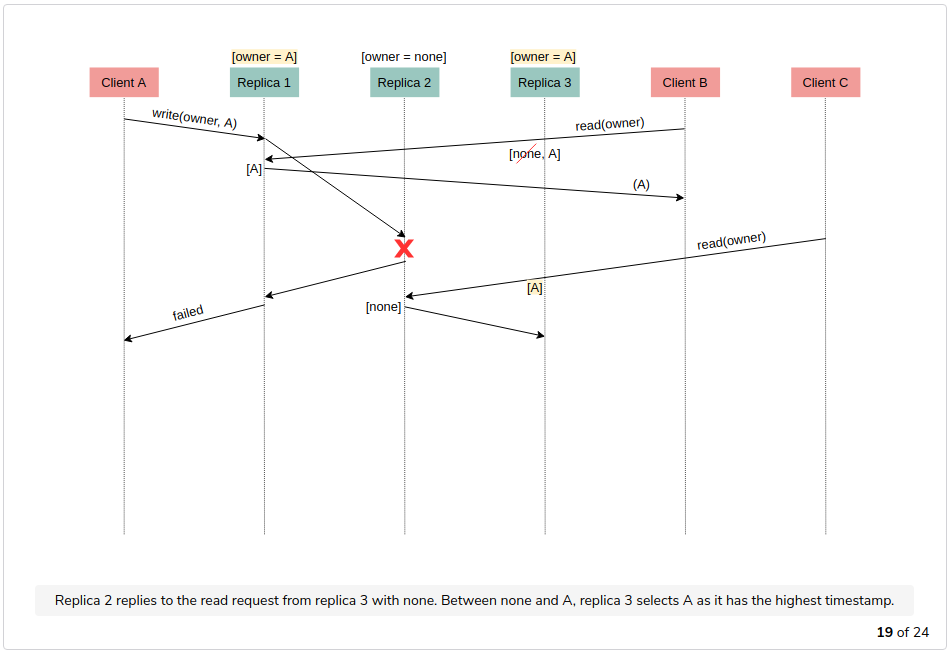 [owner = A]
[owner = none]
[owner = A]
Client A
Replica 1
Replica 2
Replica 3
Client B
Client C
write(owner, A)
read(owner)
[none, A]
[A]
(A)
read(owner)
[A]
[none]
failed
Replica 2 replies to the read request from replica 3 with none. Between none and A, replica 3 selects A as it has the highest timestamp.
19 of 24